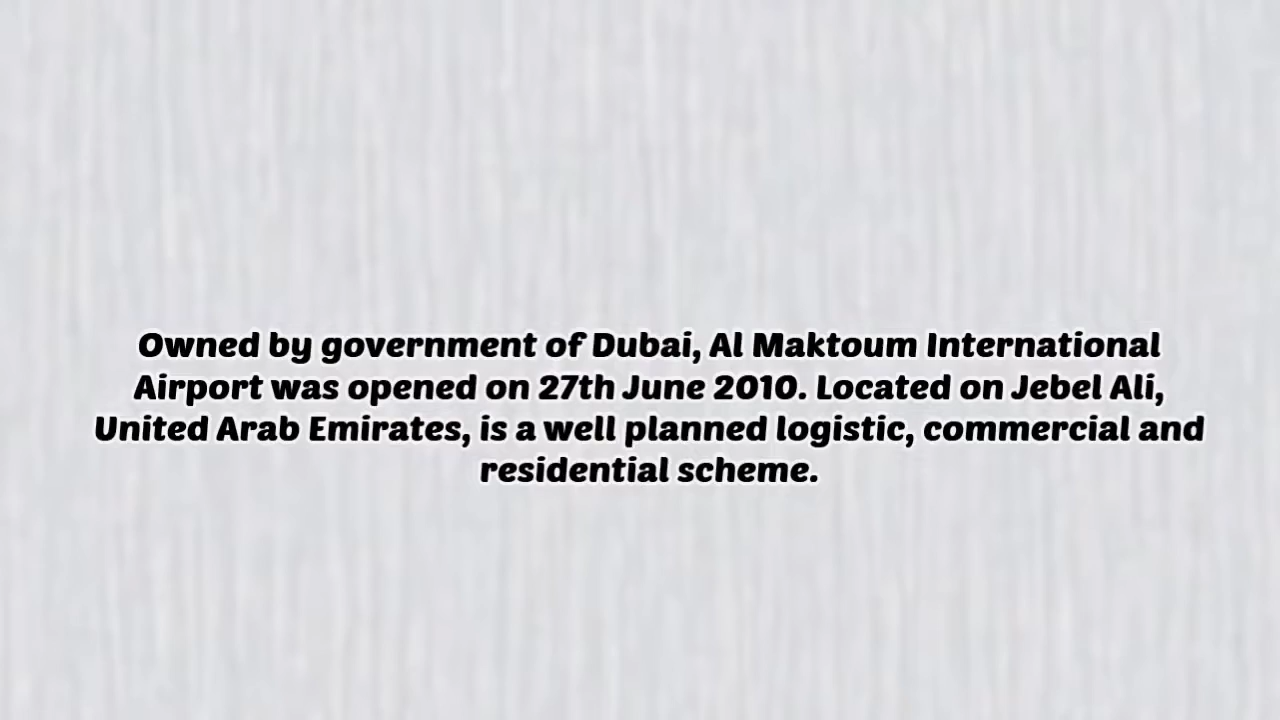 Owned by government of Dubai, Al Maktoum International
Airport was opened on 27th June 2010. Located on Jebel Ali,
United Arab Emirates, is a well planned logistic, commercial and
residential scheme.